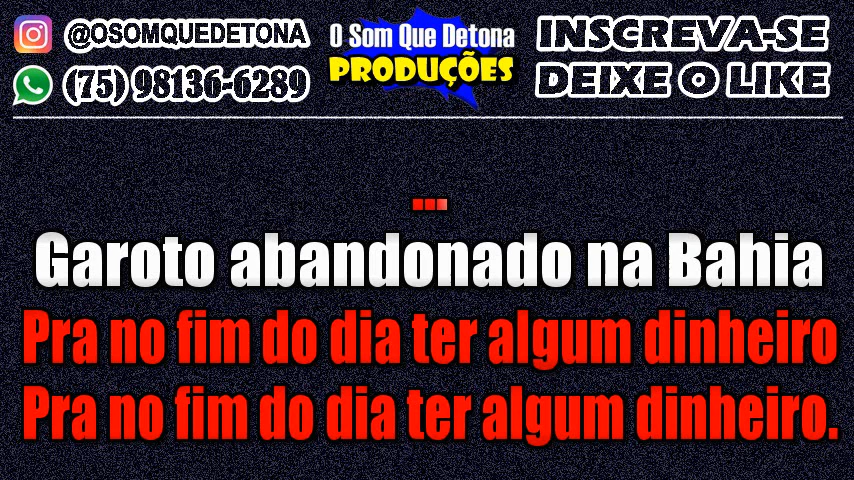 @OSOMQUEDETONA
(75) 98136-6289
O Som Que Detona
PRODUÇÕES
INSCREVA-SE
DEIXE O LIKE
...
Garoto abandonado na Bahia
Pra no fim do dia ter algum dinheiro
Pra no fim do dia ter algum dinheiro.